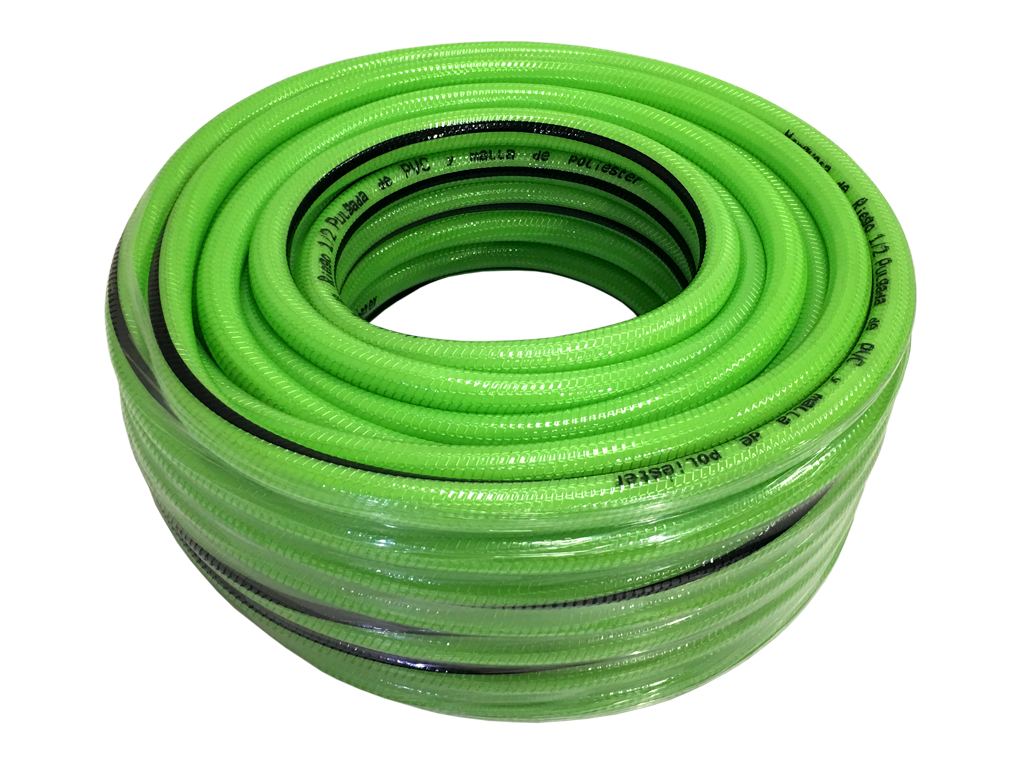 Riego 1/2 Pulgada de PVC y malla de poliester
de Riego 1/2 Pulgada de PVC y malla de poliester